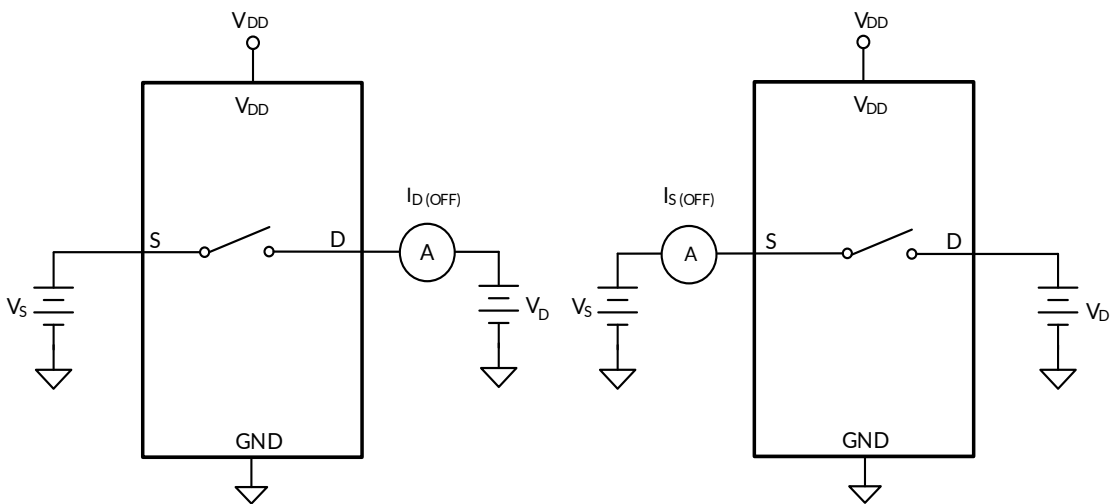 VDD
VDD
ID (OFF)
S
D
A
VS
VD
GND
VDD
VDD
IS (OFF)
S
D
A
VS
VD
GND